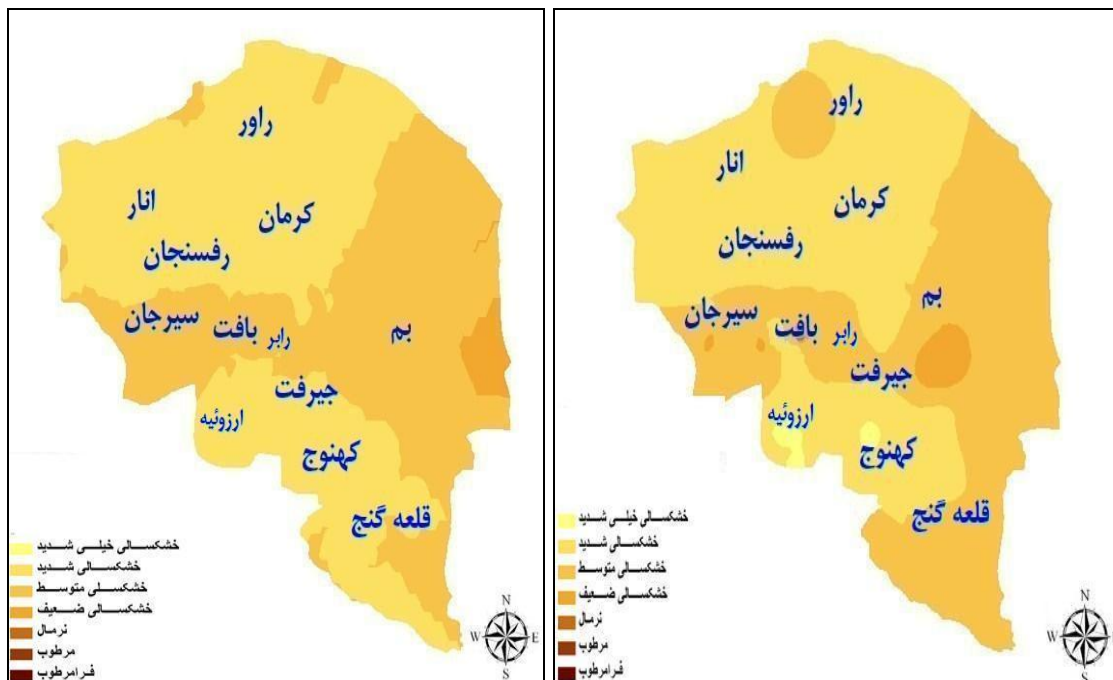 راور
انار
کرمان
رفسنجان
سیرجان
بافت
رابر
بم
جیرفت
ارزوئیه
کهنوج
قلعه گنج
خشکسالی خیلی شدید
خشکسالی شدید
خشکسلی متوسط
خشکسالی ضعیف
نرمال
مرطوب
فرامرطوب
N
W E
S
راور
انار
کرمان
رفسنجان
بم
سیرجان
بافت
رابر
جیرفت
ارزوئیه
کهنوج
قلعه گنج
خشکسالی خیلی شدید
خشکسالی شدید
خشکسالی متوسط
خشکسالی ضعیف
نرمال
مرطوب
فرامرطوب
N
W
S